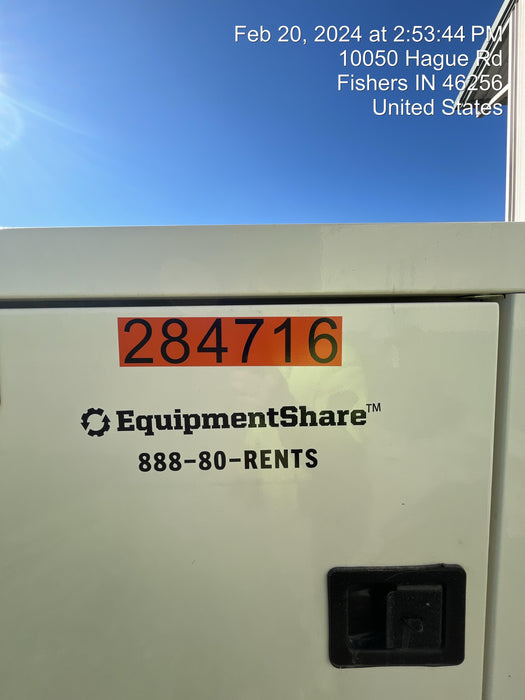 Feb 20, 2024 at 2:53:44 PM
10050 Hague Rd
Fishers IN 46256
United States
284716
EquipmentShare™
888-80-RENTS